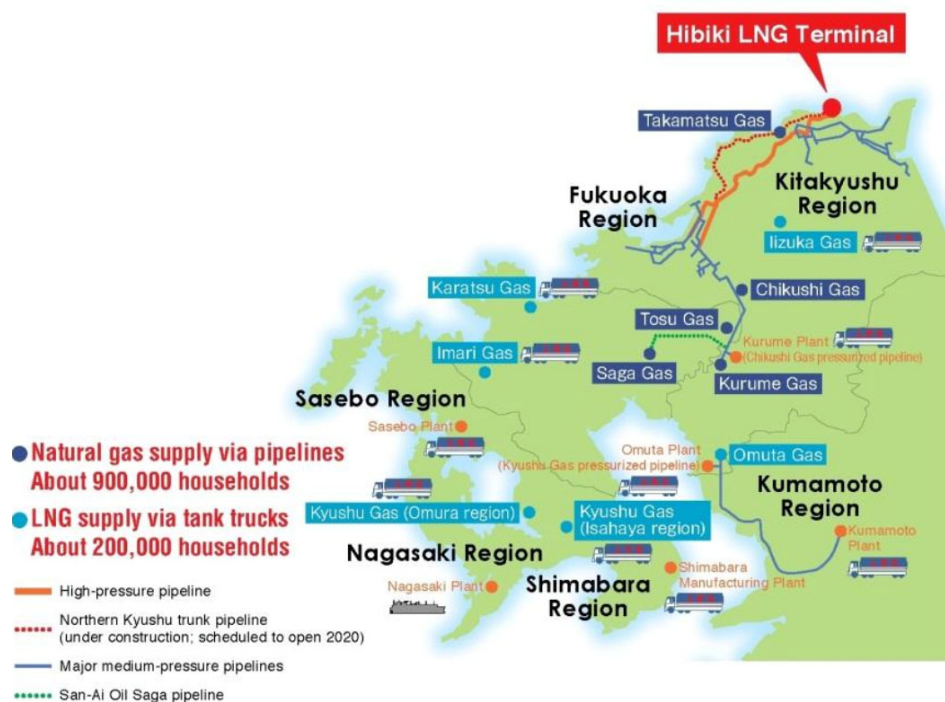 Hibiki LNG Terminal
Takamatsu Gas
Kitakyushu
Region
Fukuoka
Region
Iizuka Gas
Karatsu Gas
Chikushi Gas
Tosu Gas
Kurume Plant
(Chikushi Gas pressurized pipeline)
Imari Gas
Saga Gas
Kurume Gas
Sasebo Region
Sasebo Plant
Omuta Plant
(Kyushu Gas pressurized pipeline)
Omuta Gas
Kumamoto
Region
Kumamoto
Plant
Kyushu Gas (Omura region)
Kyushu Gas
(Isahaya region)
Nagasaki Region
Nagasaki Plant
Shimabara
Region
Shimabara
Manufacturing Plant
Natural gas supply via pipelines
About 900,000 households
LNG supply via tank trucks
About 200,000 households
High-pressure pipeline
Northern Kyushu trunk pipeline
(under construction; scheduled to open 2020)
Major medium-pressure pipelines
San-Ai Oil Saga pipeline